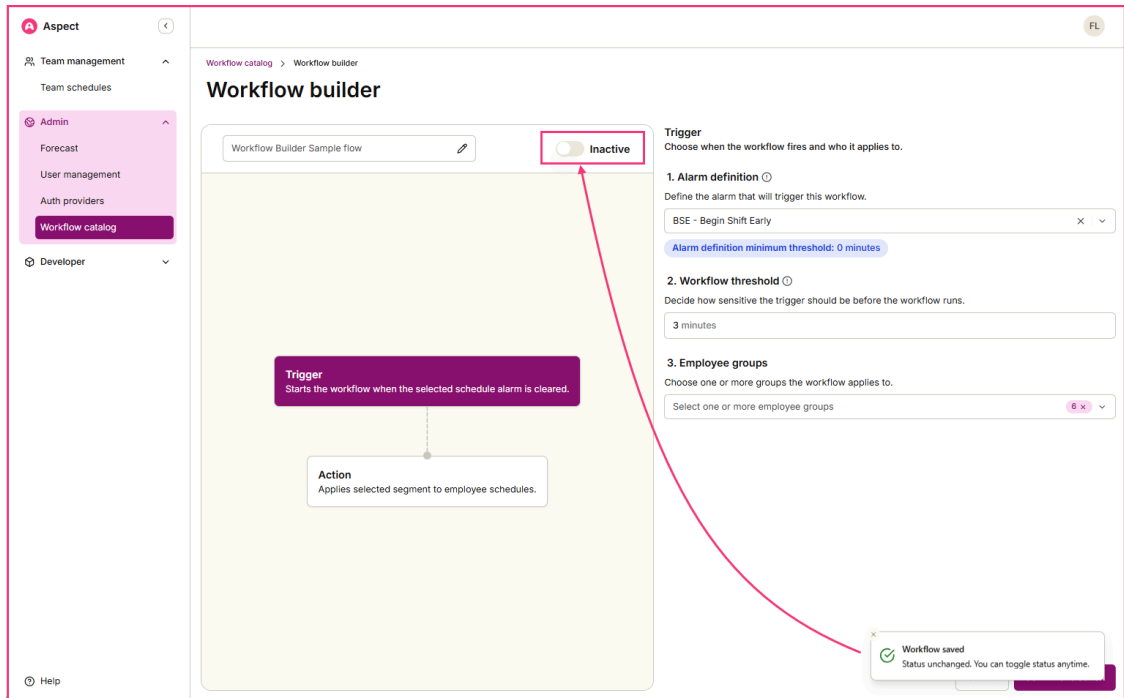 Aspect
FL
Team management
Team schedules
Admin
Forecast
User management
Auth providers
Workflow catalog
Developer
Help
Workflow catalog > Workflow builder
Workflow builder
Workflow Builder Sample flow
Inactive
Trigger
Starts the workflow when the selected schedule alarm is cleared.
Action
Applies selected segment to employee schedules.
Trigger
Choose when the workflow fires and who it applies to.
1. Alarm definition
Define the alarm that will trigger this workflow.
BSE - Begin Shift Early
Alarm definition minimum threshold: 0 minutes
2. Workflow threshold
Decide how sensitive the trigger should be before the workflow runs.
3 minutes
3. Employee groups
Choose one or more groups the workflow applies to.
Select one or more employee groups 6 ×
Workflow saved
Status unchanged. You can toggle status anytime.